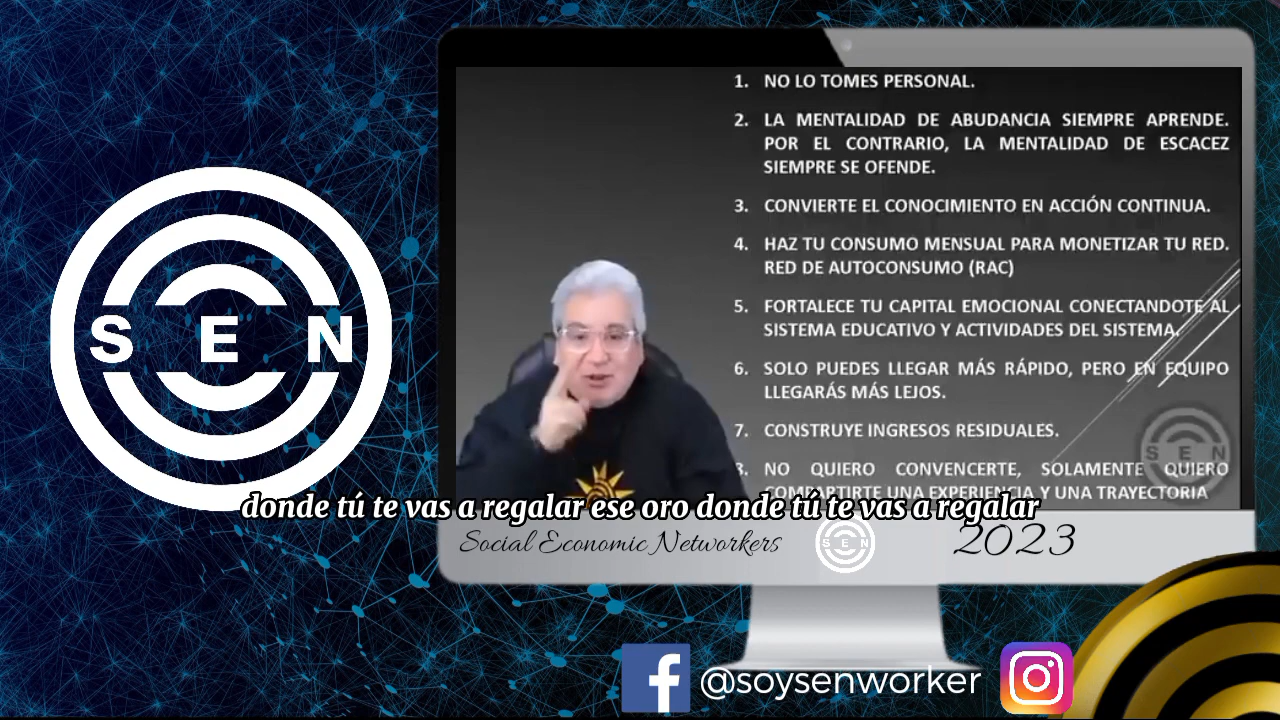 S E N
1. NO LO TOMES PERSONAL.
2. LA MENTALIDAD DE ABUDANCIA SIEMPRE APRENDE.
POR EL CONTRARIO, LA MENTALIDAD DE ESCACEZ
SIEMPRE SE OFENDE.
3. CONVIERTE EL CONOCIMIENTO EN ACCIÓN CONTINUA.
4. HAZ TU CONSUMO MENSUAL PARA MONETIZAR TU RED.
RED DE AUTOCONSUMO (RAC)
5. FORTALECE TU CAPITAL EMOCIONAL CONECTANDOTE AL
SISTEMA EDUCATIVO Y ACTIVIDADES DEL SISTEMA.
6. SOLO PUEDES LLEGAR MÁS RÁPIDO, PERO EN EQUIPO
LLEGARÁS MÁS LEJOS.
7. CONSTRUYE INGRESOS RESIDUALES.
8. NO QUIERO CONVENCERTE, SOLAMENTE QUIERO
COMPARTIRTE UNA EXPERIENCIA Y UNA TRAYECTORIA
S E N
donde tú te vas a regalar ese oro donde tú te vas a regalar
Social Economic Networkers
S E N
2023
@soysenworker